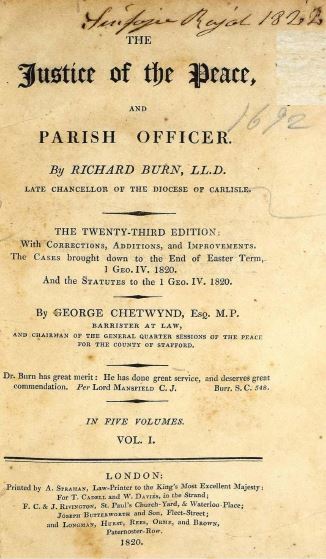 Rec'd 1822
THE
Justice of the Peace,
AND
1692
PARISH OFFICER.
By RICHARD BURN, LL.D.
LATE CHANCELLOR OF THE DIOCESE OF CARLISLE.
THE TWENTY-THIRD EDITION:
With CORRECTIONS, ADDITIONS, and IMPROVEMENTS.
The CASES brought down to the End of Easter Term,
1 GEO. IV. 1820.
And the STATUTES to the 1 GEO. IV. 1820.
By GEORGE CHETWYND, ESQ. M.P.
BARRISTER AT LAW,
AND CHAIRMAN OF THE GENERAL QUARTER SESSIONS OF THE PEACE
FOR THE COUNTY OF STAFFORD.
Dr. Burn has great merit: He has done great service, and deserves great
commendation. Per Lord MANSFIELD C. J. Burr. S. C. 548.
IN FIVE VOLUMES.
VOL. I.
LONDON:
Printed by A. STRAHAN, Law-Printer to the King's Most Excellent Majesty:
For T. CADELL and W. DAVIES, in the Strand;
F. C. & J. RIVINGTON, St. Paul's Church-Yard, & Waterloo-Place;
JOSEPH BUTTERWORTH and SON, Fleet-Street;
and LONGMAN, HURST, REES, ORME, and BROWN,
Paternoster-Row.
1820.